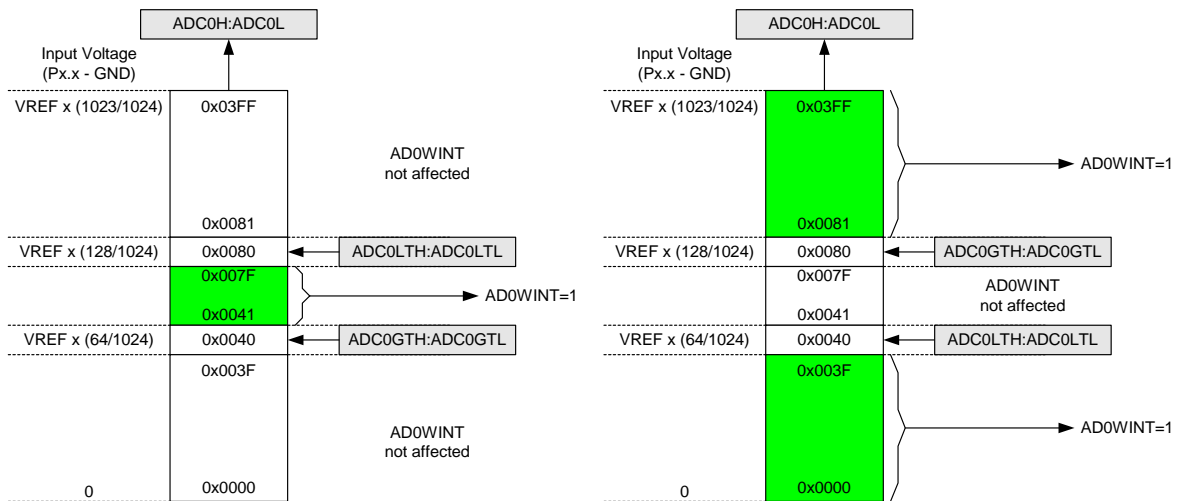 ADC0H:ADC0L
Input Voltage
(Px.x - GND)
VREF x (1023/1024)
0x03FF
AD0WINT
not affected
0x0081
VREF x (128/1024)
0x0080
ADC0LTH:ADC0LTL
0x007F
AD0WINT=1
0x0041
VREF x (64/1024)
0x0040
ADC0GTH:ADC0GTL
0x003F
AD0WINT
not affected
0
0x0000
ADC0H:ADC0L
Input Voltage
(Px.x - GND)
VREF x (1023/1024)
0x03FF
AD0WINT=1
0x0081
VREF x (128/1024)
0x0080
ADC0GTH:ADC0GTL
0x007F
AD0WINT
not affected
0x0041
VREF x (64/1024)
0x0040
ADC0LTH:ADC0LTL
0x003F
AD0WINT=1
0
0x0000